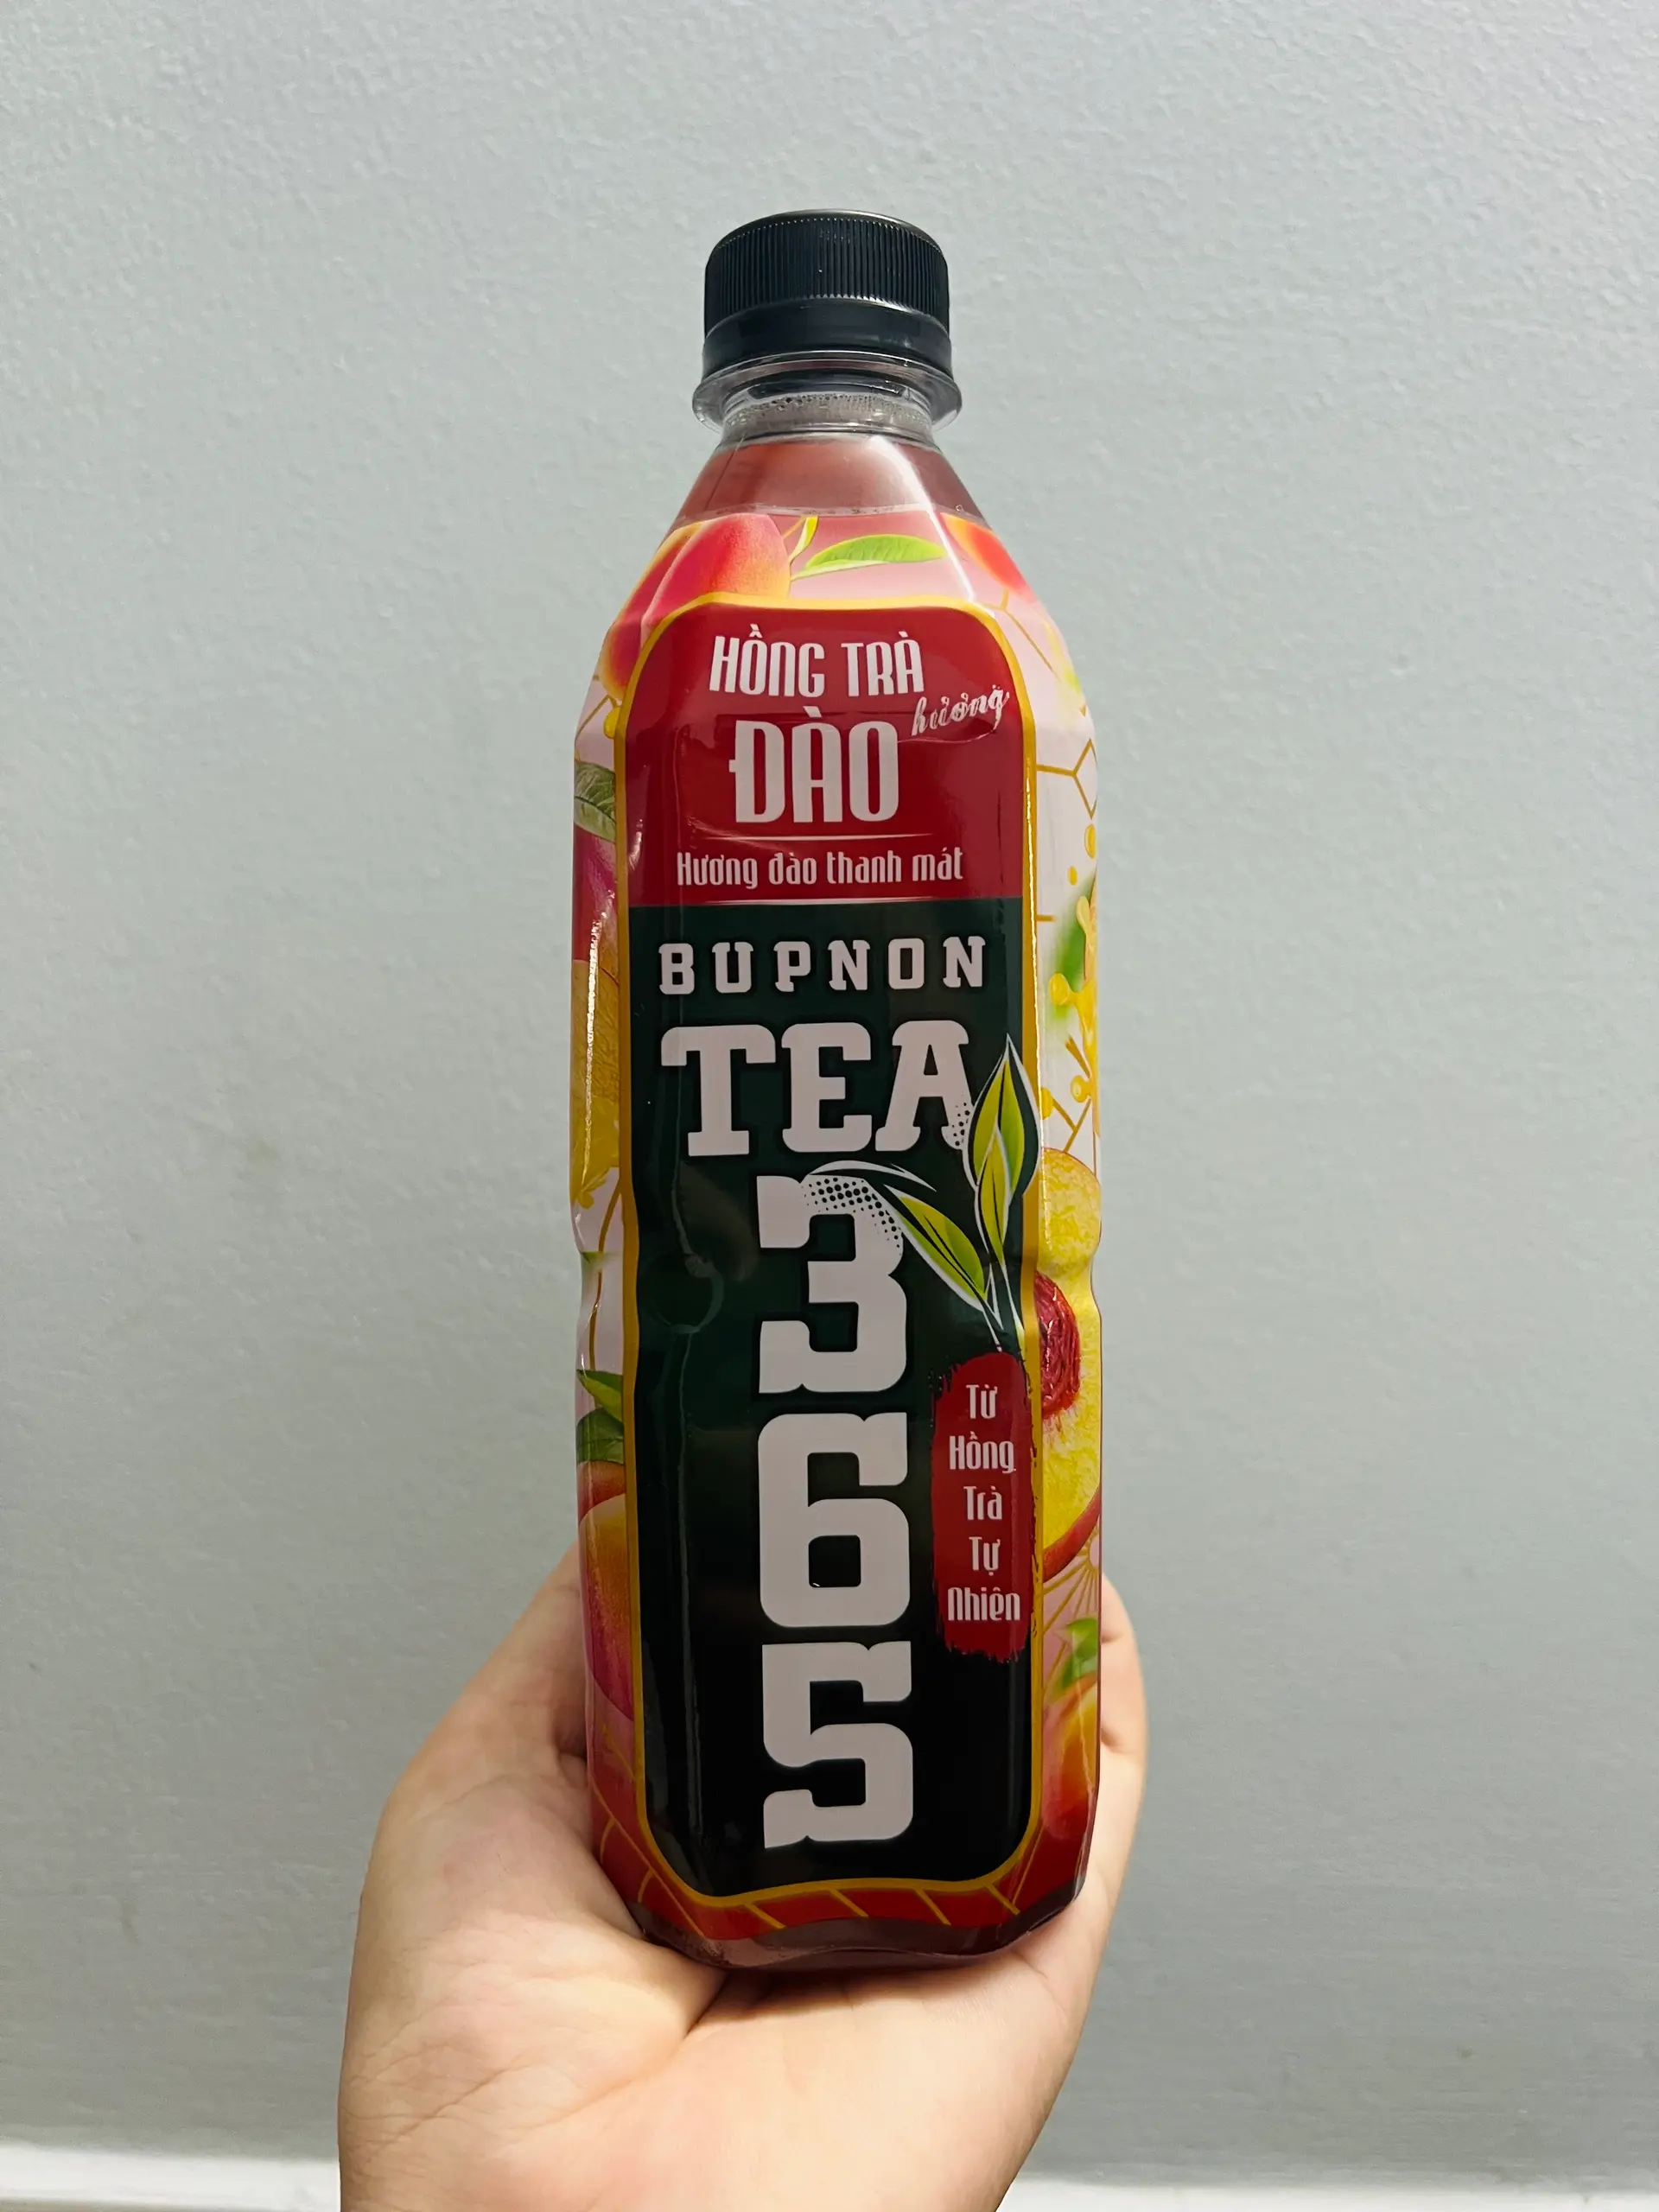 HỒNG TRÀ
hương
ĐÀO
Hương đào thanh mát
BUPNON
TEA
365
Từ
Hồng
Trà
Tự
Nhiên